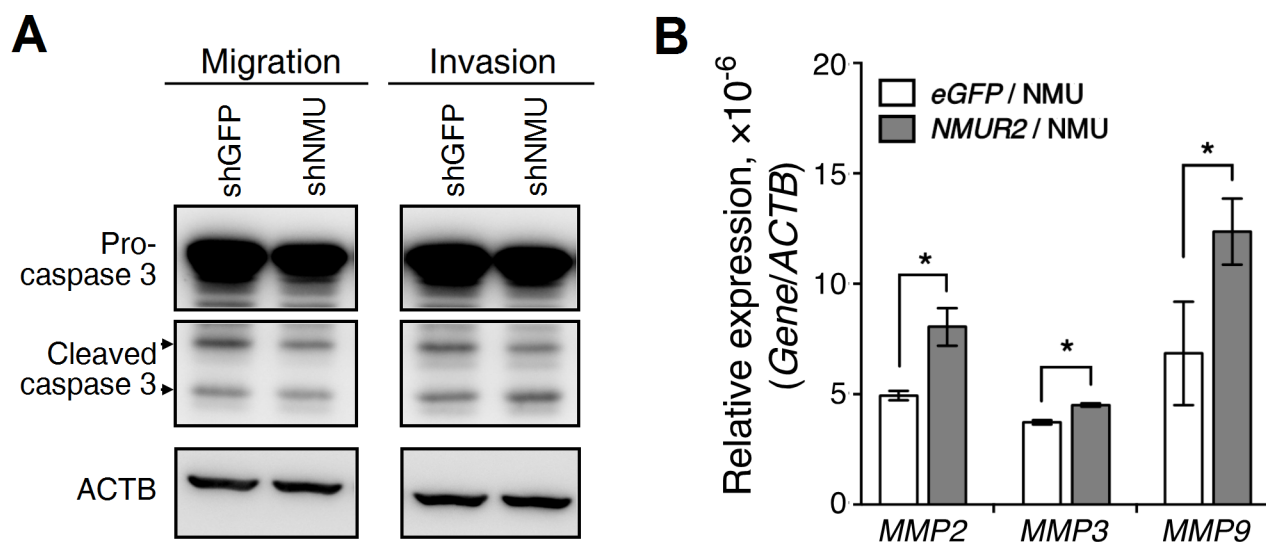 A
Migration
Invasion
shGFP
shNMU
shGFP
shNMU
Pro-
caspase 3
Cleaved
caspase 3
ACTB
B
Relative expression, ×10-6
(Gene/ACTB)
20
15
10
5
0
eGFP / NMU
NMUR2 / NMU
*
*
*
MMP2
MMP3
MMP9